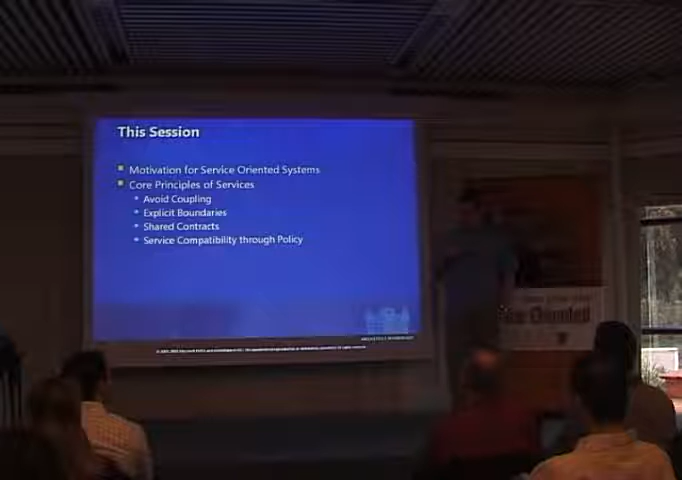 This Session
Motivation for Service Oriented Systems
Core Principles of Services
Avoid Coupling
Explicit Boundaries
Shared Contracts
Service Compatibility through Policy
Oriented